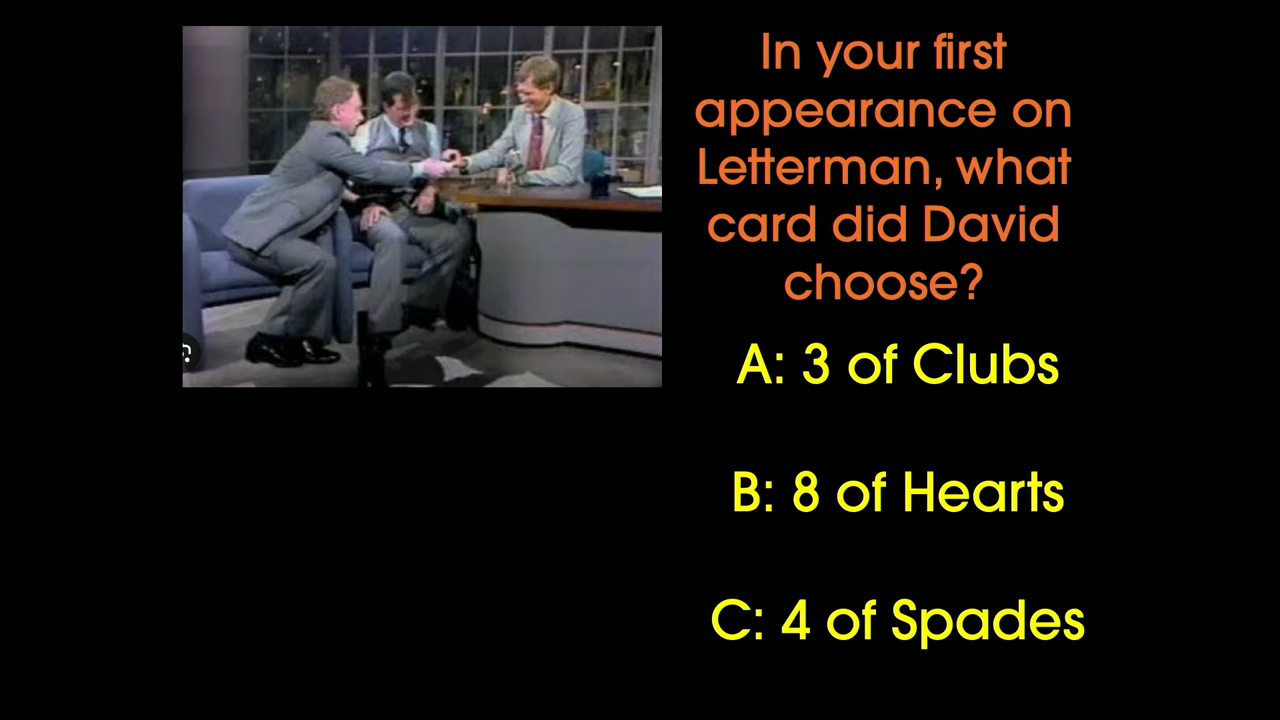 In your first
appearance on
Letterman, what
card did David
choose?
A: 3 of Clubs
B: 8 of Hearts
C: 4 of Spades